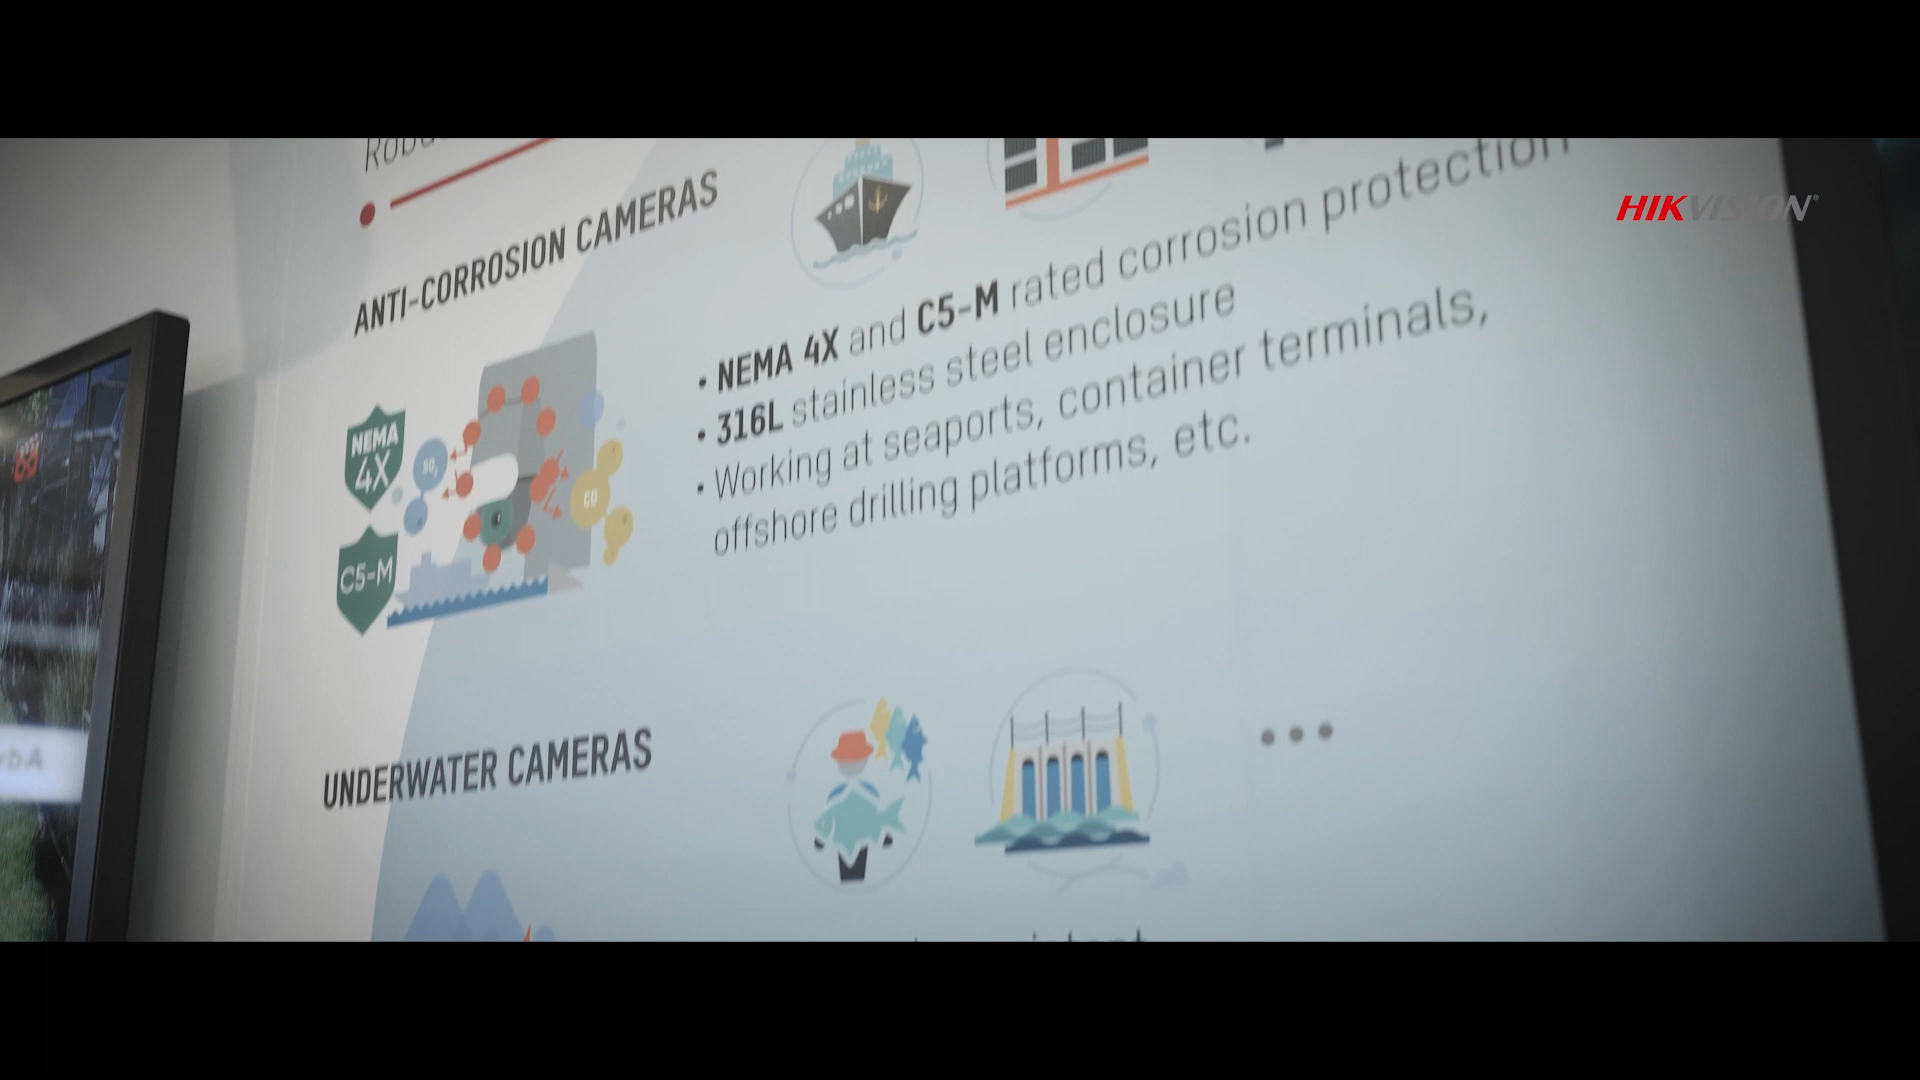 HIKVISION
ANTI-CORROSION CAMERAS
• NEMA 4X and C5-M rated corrosion protection
• 316L stainless steel enclosure
• Working at seaports, container terminals,
offshore drilling platforms, etc.
NEMA
4X
SO₂
CO
C5-M
UNDERWATER CAMERAS